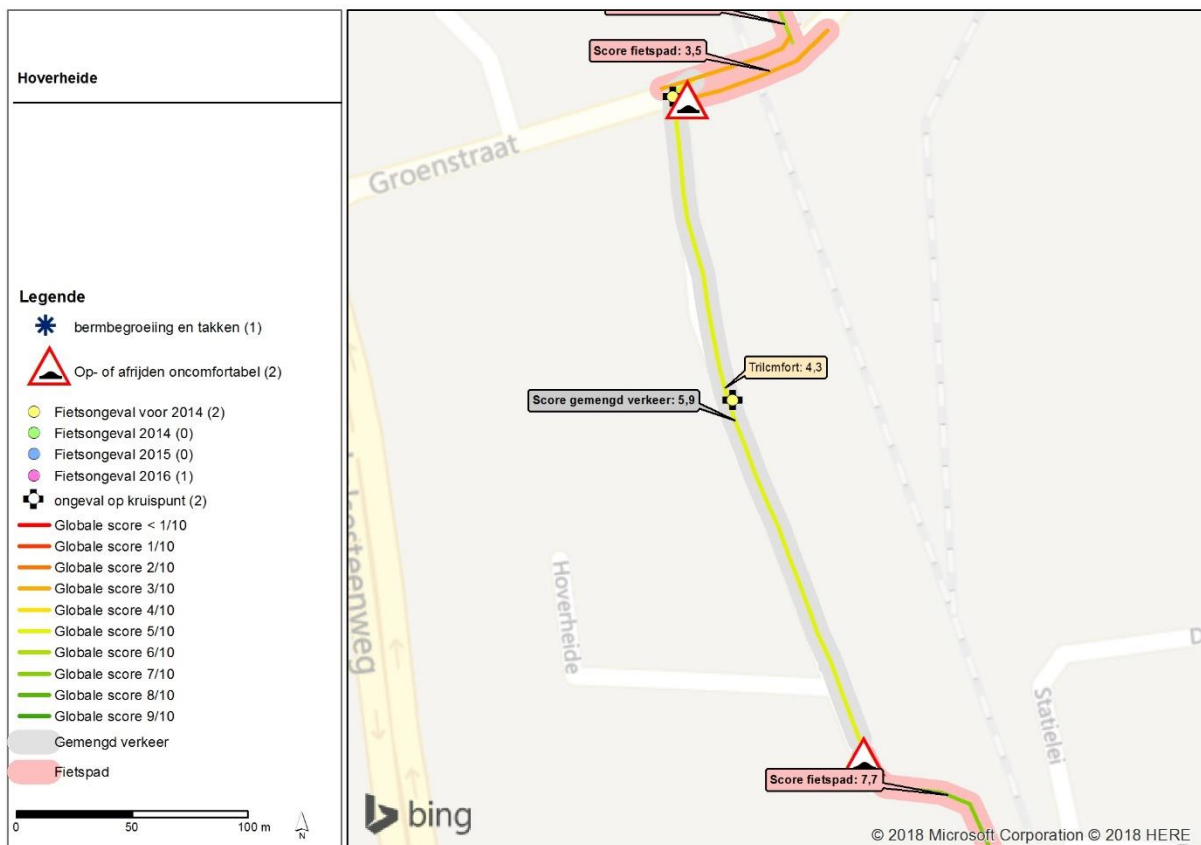 Hoverheide
Legende
bermbegroeiing en takken (1)
Op- of afrijden oncomfortabel (2)
Fietsongeval voor 2014 (2)
Fietsongeval 2014 (0)
Fietsongeval 2015 (0)
Fietsongeval 2016 (1)
ongeval op kruispunt (2)
Globale score < 1/10
Globale score 1/10
Globale score 2/10
Globale score 3/10
Globale score 4/10
Globale score 5/10
Globale score 6/10
Globale score 7/10
Globale score 8/10
Globale score 9/10
Gemengd verkeer
Fietspad
0 50 100 m
N
Score fietspad: 3,5
Groenstraat
Trilcmfort: 4,3
Score gemengd verkeer: 5,9
Hoverheide
Statielei
D
Score fietspad: 7,7
bing
© 2018 Microsoft Corporation © 2018 HERE